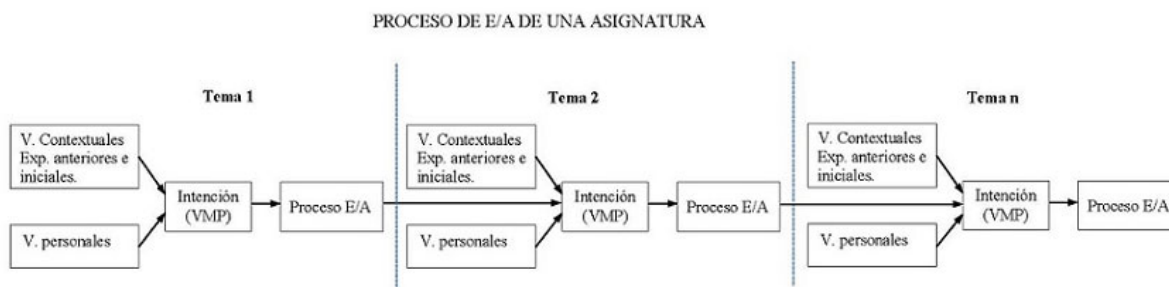 PROCESO DE E/A DE UNA ASIGNATURA
Tema 1
V. Contextuales
Exp. anteriores e
iniciales.
Intención
(VMP)
Proceso E/A
V. personales
Tema 2
V. Contextuales
Exp. anteriores e
iniciales.
Intención
(VMP)
Proceso E/A
V. personales
Tema n
V. Contextuales
Exp. anteriores e
iniciales.
Intención
(VMP)
Proceso E/A
V. personales